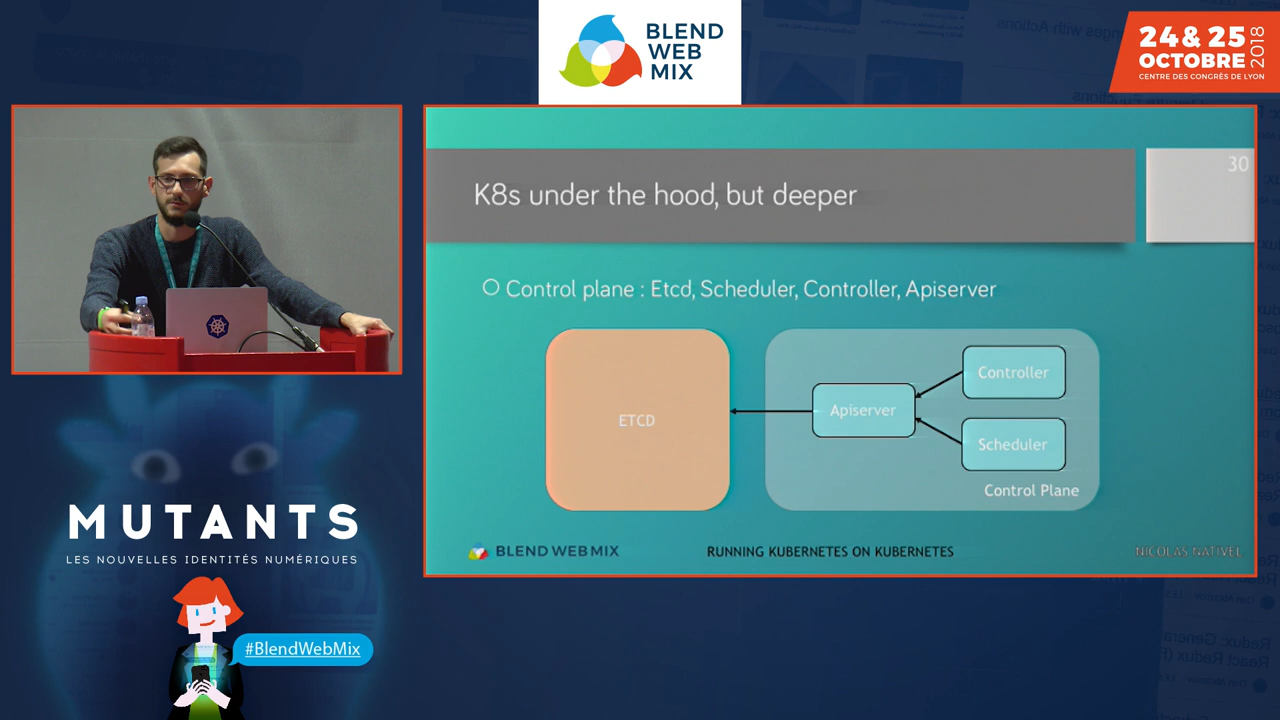 BLEND
WEB
MIX
24 & 25
OCTOBRE
2018
CENTRE DES CONGRÈS DE LYON
30
K8s under the hood, but deeper
Control plane : Etcd, Scheduler, Controller, Apiserver
ETCD
Apiserver
Controller
Scheduler
Control Plane
BLEND WEB MIX
RUNNING KUBERNETES ON KUBERNETES
NICOLAS NATIVEL
MUTANTS
LES NOUVELLES IDENTITÉS NUMÉRIQUES
#BlendWebMix